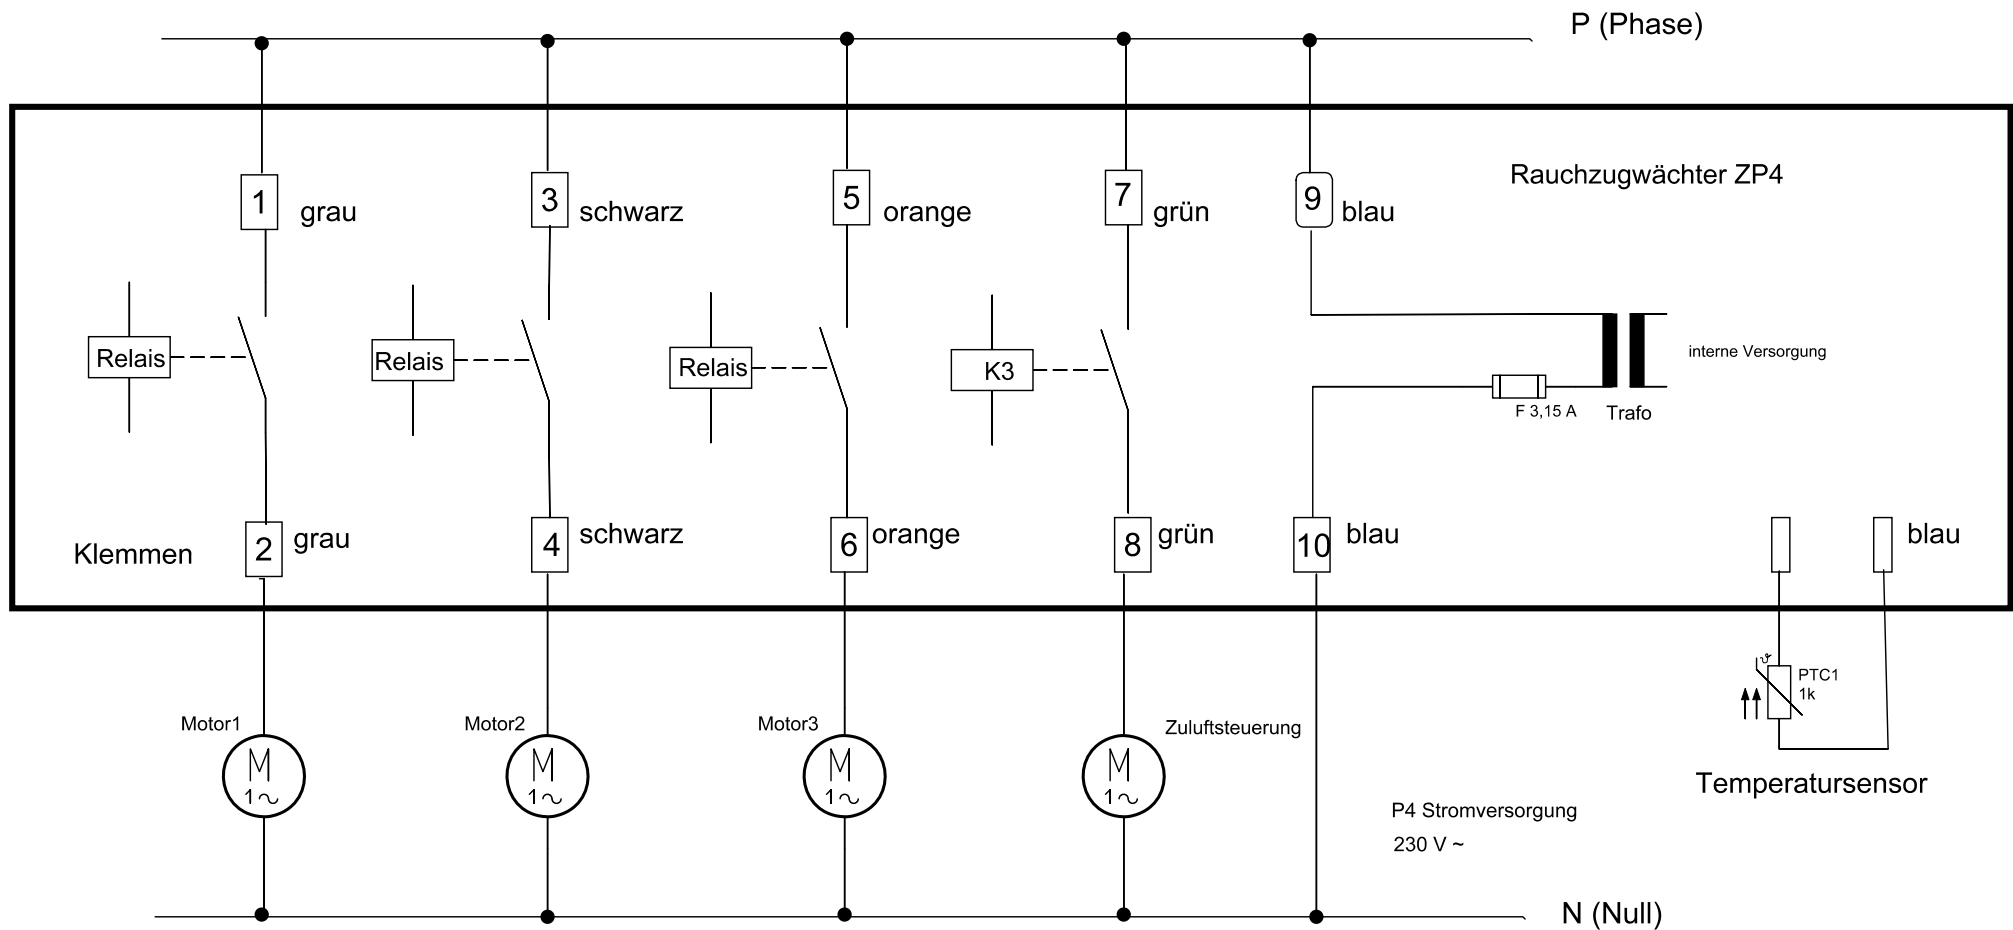 P (Phase)
Rauchzugwächter ZP4
1 grau
3 schwarz
5 orange
7 grün
9 blau
Relais
Relais
Relais
K3
interne Versorgung
F 3,15 A
Trafo
Klemmen
2 grau
4 schwarz
6 orange
8 grün
10 blau
blau
ϑ
PTC1
1k
Motor1
Motor2
Motor3
Zuluftsteuerung
M
1~
M
1~
M
1~
M
1~
Temperatursensor
P4 Stromversorgung
230 V ~
N (Null)